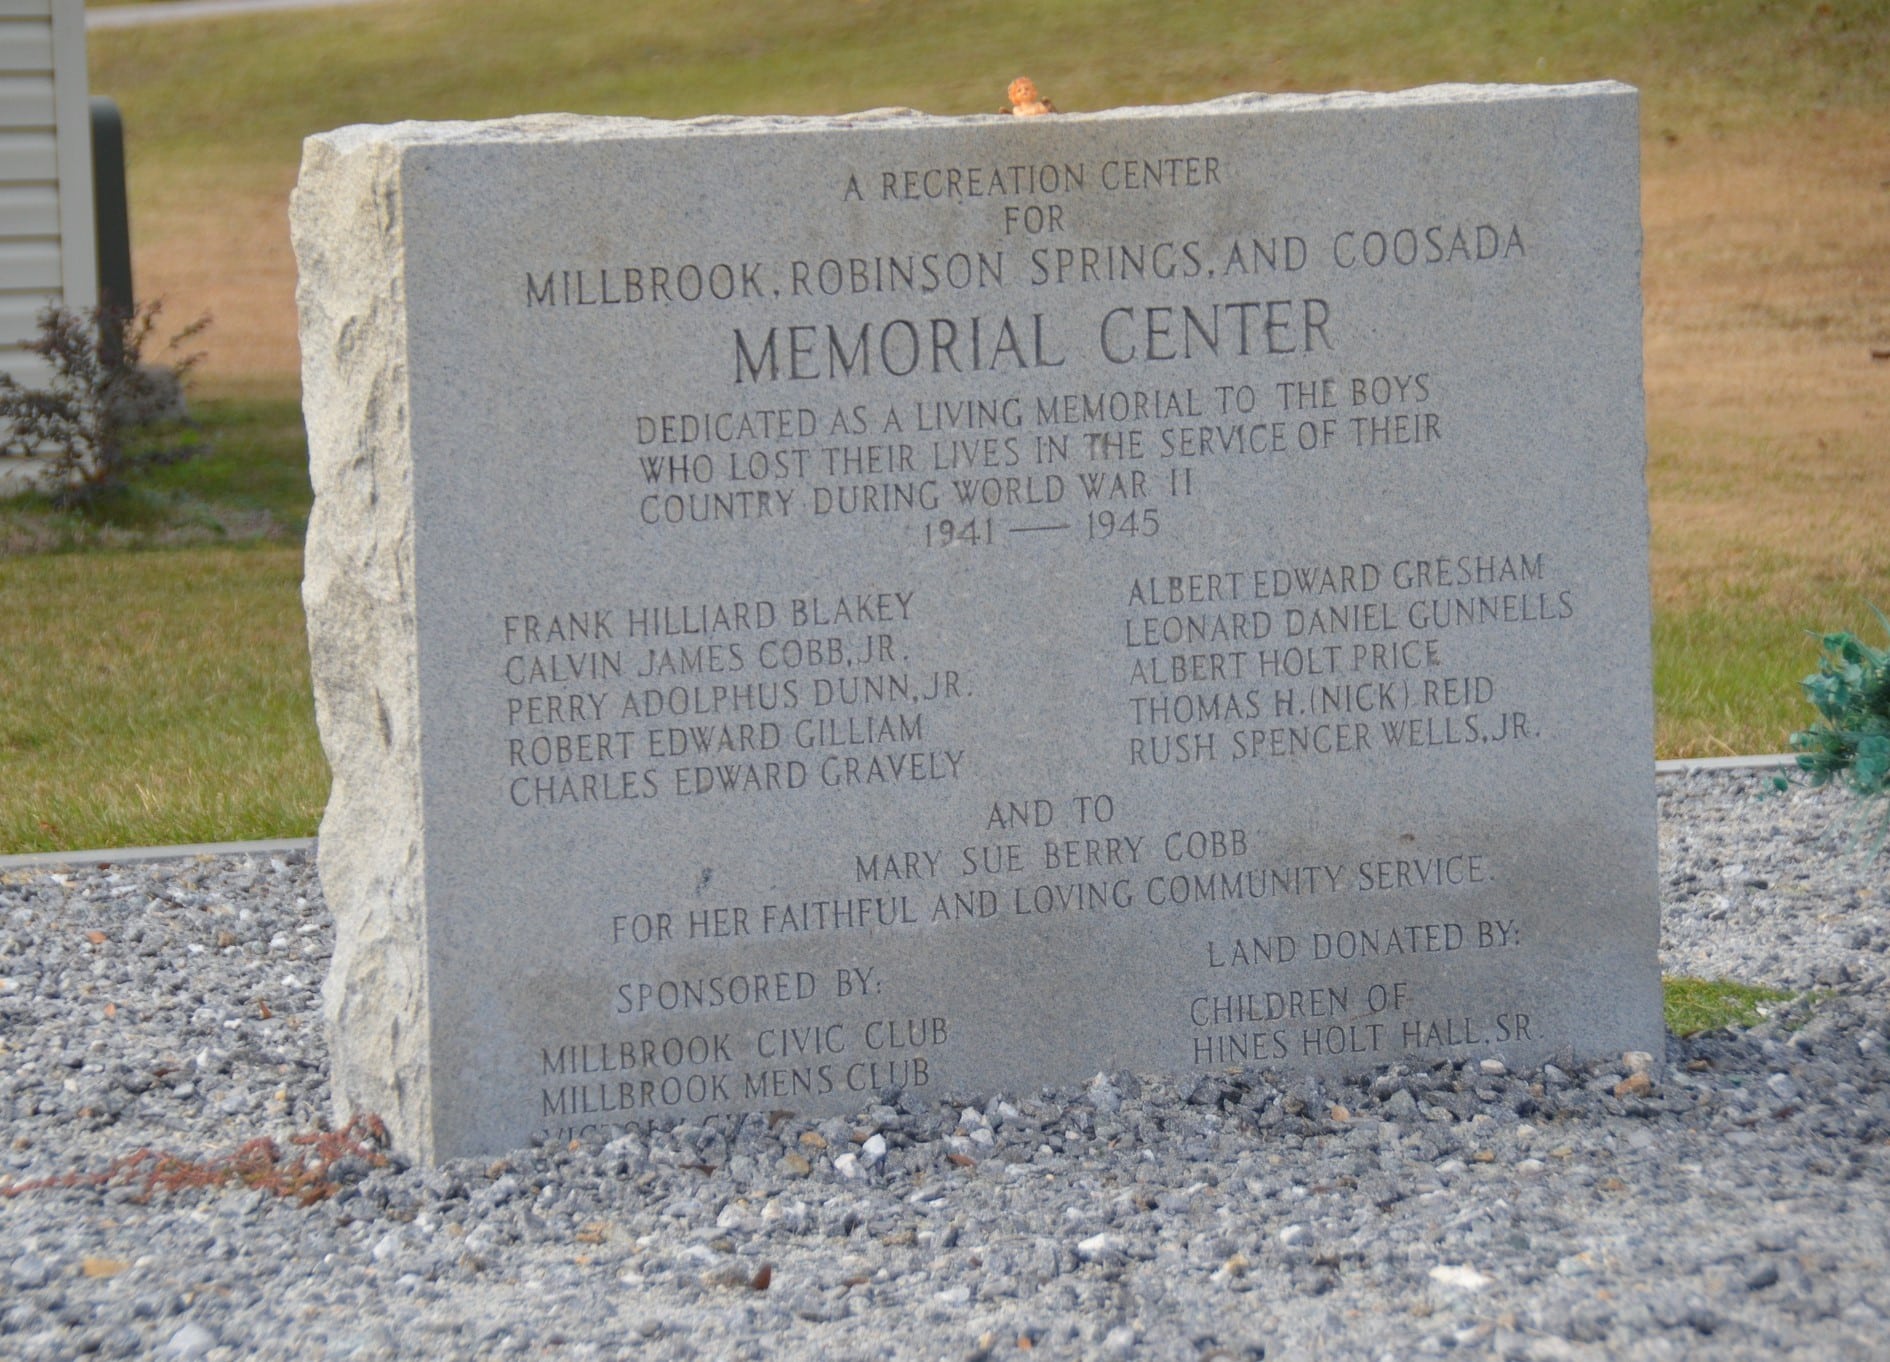 A RECREATION CENTER
FOR
MILLBROOK, ROBINSON SPRINGS, AND COOSADA
MEMORIAL CENTER
DEDICATED AS A LIVING MEMORIAL TO THE BOYS
WHO LOST THEIR LIVES IN THE SERVICE OF THEIR
COUNTRY DURING WORLD WAR II
1941 — 1945
FRANK HILLIARD BLAKEY
CALVIN JAMES COBB, JR.
PERRY ADOLPHUS DUNN, JR.
ROBERT EDWARD GILLIAM
CHARLES EDWARD GRAVELY
ALBERT EDWARD GRESHAM
LEONARD DANIEL GUNNELLS
ALBERT HOLT PRICE
THOMAS H. (NICK) REID
RUSH SPENCER WELLS, JR.
AND TO
MARY SUE BERRY COBB
FOR HER FAITHFUL AND LOVING COMMUNITY SERVICE.
SPONSORED BY:
MILLBROOK CIVIC CLUB
MILLBROOK MENS CLUB
LAND DONATED BY:
CHILDREN OF
HINES HOLT HALL, SR.